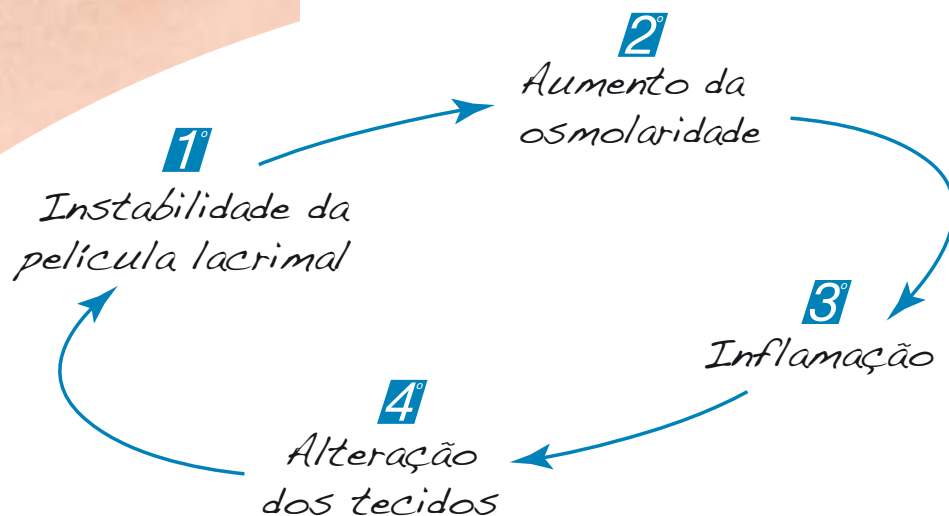 1º
Instabilidade da
película lacrimal
2º
Aumento da
osmolaridade
3º
Inflamação
4º
Alteração
dos tecidos